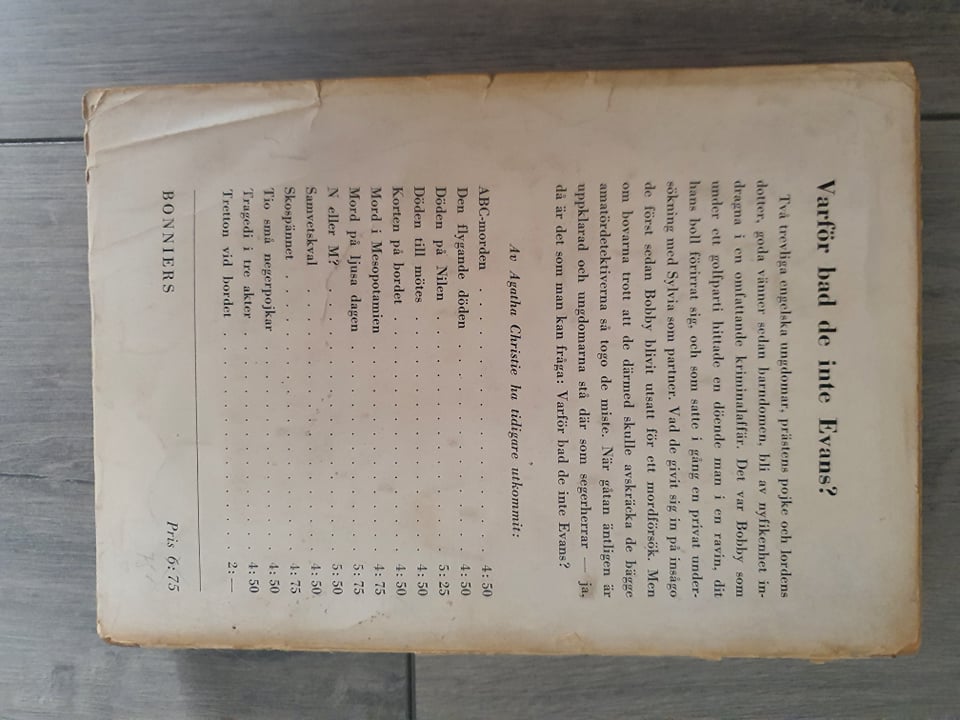 Varför bad de inte Evans?
Två trevliga engelska ungdomar, prästens pojke och lordens
dotter, goda vänner sedan barndomen, bli av nyfikenhet in-
dragna i en omfattande kriminalaffär. Det var Bobby som
under ett golfparti hittade en döende man i en ravin, dit
hans boll förirrat sig, och som satte i gång en privat under-
sökning med Sylvia som partner. Vad de givit sig in på insågo
de först sedan Bobby blivit utsatt för ett mordförsök. Men
om bovarna trott att de därmed skulle avskräcka de bägge
amatördetektiverna så togo de miste. När gåtan äntligen är
uppklarad och ungdomarna stå där som segerherrar — ja,
då är det som man kan fråga: Varför bad de inte Evans?
Av Agatha Christie ha tidigare utkommit:
ABC-morden . . . . . . . . . . . . 4: 50
Den flygande döden . . . . . . . . . . 4: 50
Döden på Nilen . . . . . . . . . . . 5: 25
Döden till mötes . . . . . . . . . . . 4: 50
Korten på bordet . . . . . . . . . . . 4: 50
Mord i Mesopotamien . . . . . . . . . . 4: 75
Mord på ljusa dagen . . . . . . . . . . 5: 75
N eller M? . . . . . . . . . . . . . 5: 50
Samvetskval . . . . . . . . . . . . 4: 50
Skospännet . . . . . . . . . . . . . 4: 75
Tio små negerpojkar . . . . . . . . . . 4: 50
Tragedi i tre akter . . . . . . . . . . 4: 50
Tretton vid bordet . . . . . . . . . . 2: —
BONNIERS Pris 6: 75